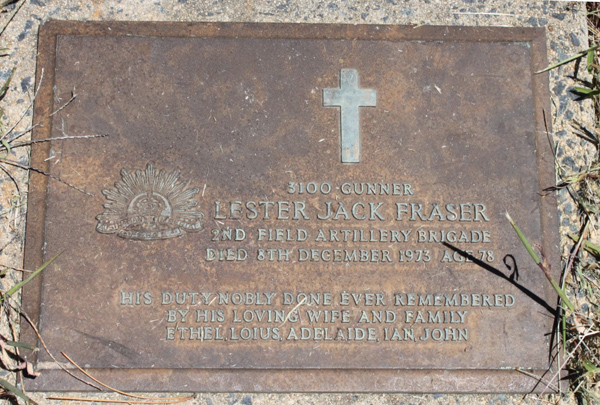 3100 GUNNER
LESTER JACK FRASER
2ND FIELD ARTILLERY BRIGADE
DIED 8TH DECEMBER 1973 AGE 78
HIS DUTY NOBLY DONE, EVER REMEMBERED
BY HIS LOVING WIFE AND FAMILY
ETHEL, LOIUS, ADELAIDE, IAN, JOHN